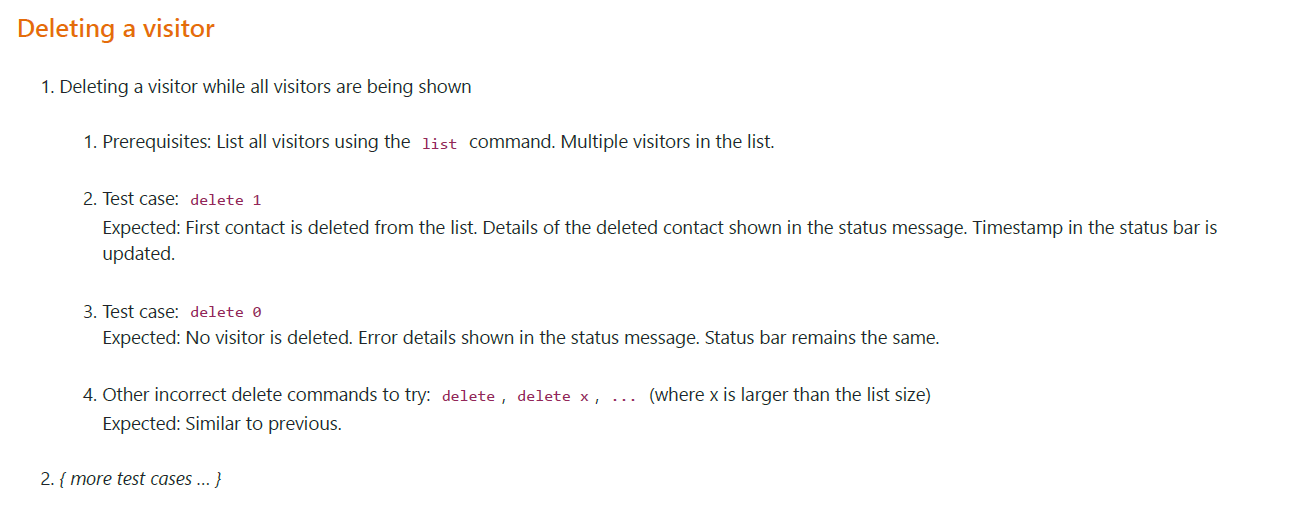 Deleting a visitor
1. Deleting a visitor while all visitors are being shown
1. Prerequisites: List all visitors using the list command. Multiple visitors in the list.
2. Test case: delete 1
Expected: First contact is deleted from the list. Details of the deleted contact shown in the status message. Timestamp in the status bar is
updated.
3. Test case: delete 0
Expected: No visitor is deleted. Error details shown in the status message. Status bar remains the same.
4. Other incorrect delete commands to try: delete , delete x , ... (where x is larger than the list size)
Expected: Similar to previous.
2. { more test cases … }